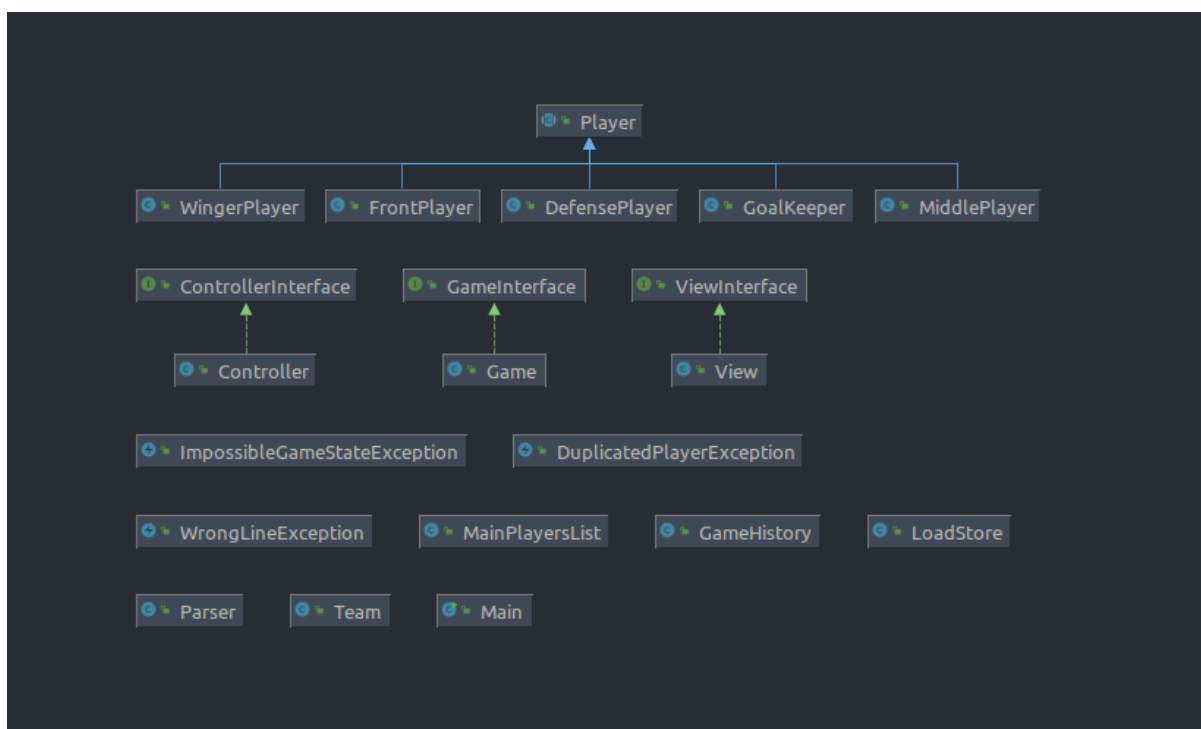 Player
WingerPlayer FrontPlayer DefensePlayer GoalKeeper MiddlePlayer
ControllerInterface GameInterface ViewInterface
Controller Game View
ImpossibleGameStateException DuplicatedPlayerException
WrongLineException MainPlayersList GameHistory LoadStore
Parser Team Main